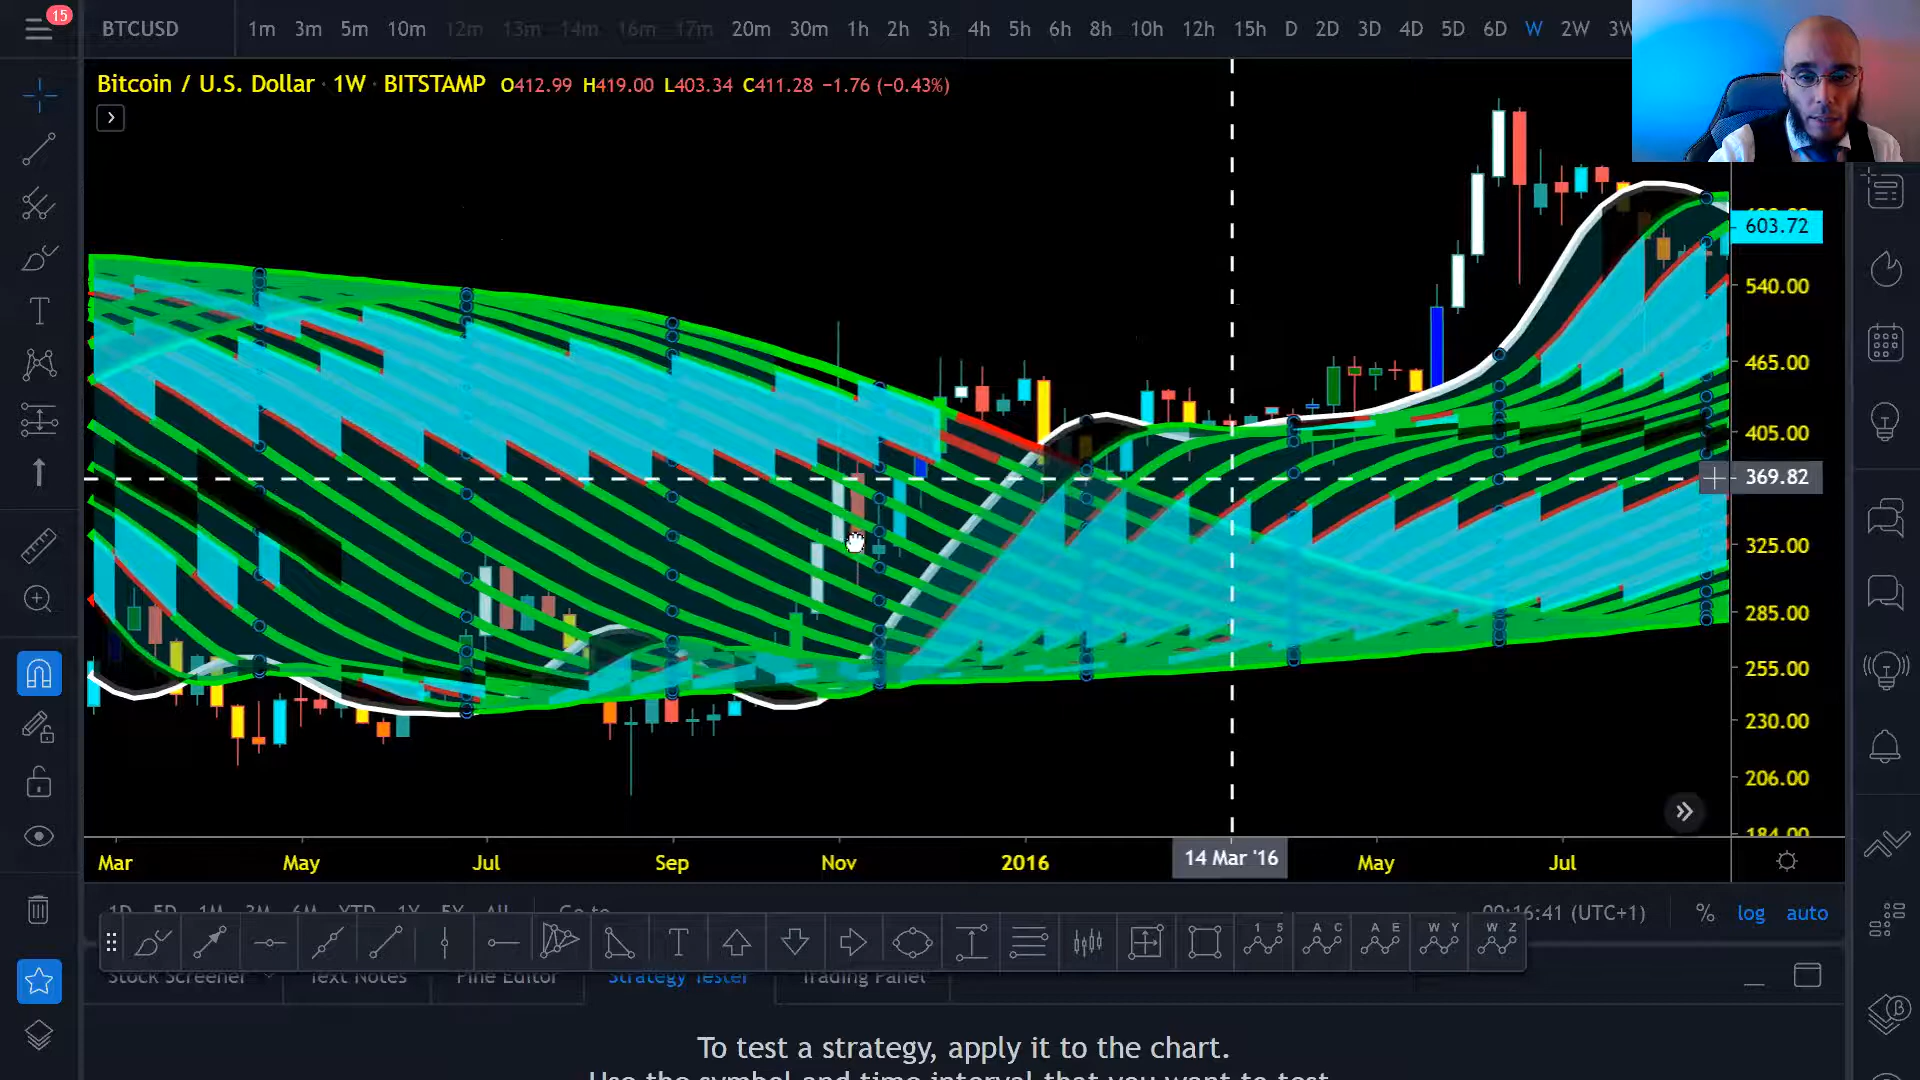 15
BTCUSD 1m 3m 5m 10m 12m 13m 14m 16m 17m 20m 30m 1h 2h 3h 4h 5h 6h 8h 10h 12h 15h D 2D 3D 4D 5D 6D W 2W 3W
Bitcoin / U.S. Dollar · 1W · BITSTAMP O412.99 H419.00 L403.34 C411.28 −1.76 (−0.43%)
603.72
540.00
465.00
405.00
369.82
325.00
285.00
255.00
230.00
206.00
184.00
Mar May Jul Sep Nov 2016 14 Mar '16 May Jul
1D 5D 1M 3M 6M YTD 1Y 5Y All Go to 09:16:41 (UTC+1) % log auto
T
T 1 5 A C A E W Y W Z
Stock Screener Text Notes Pine Editor Strategy Tester Trading Panel
To test a strategy, apply it to the chart.
Use the symbol and time interval that you want to test